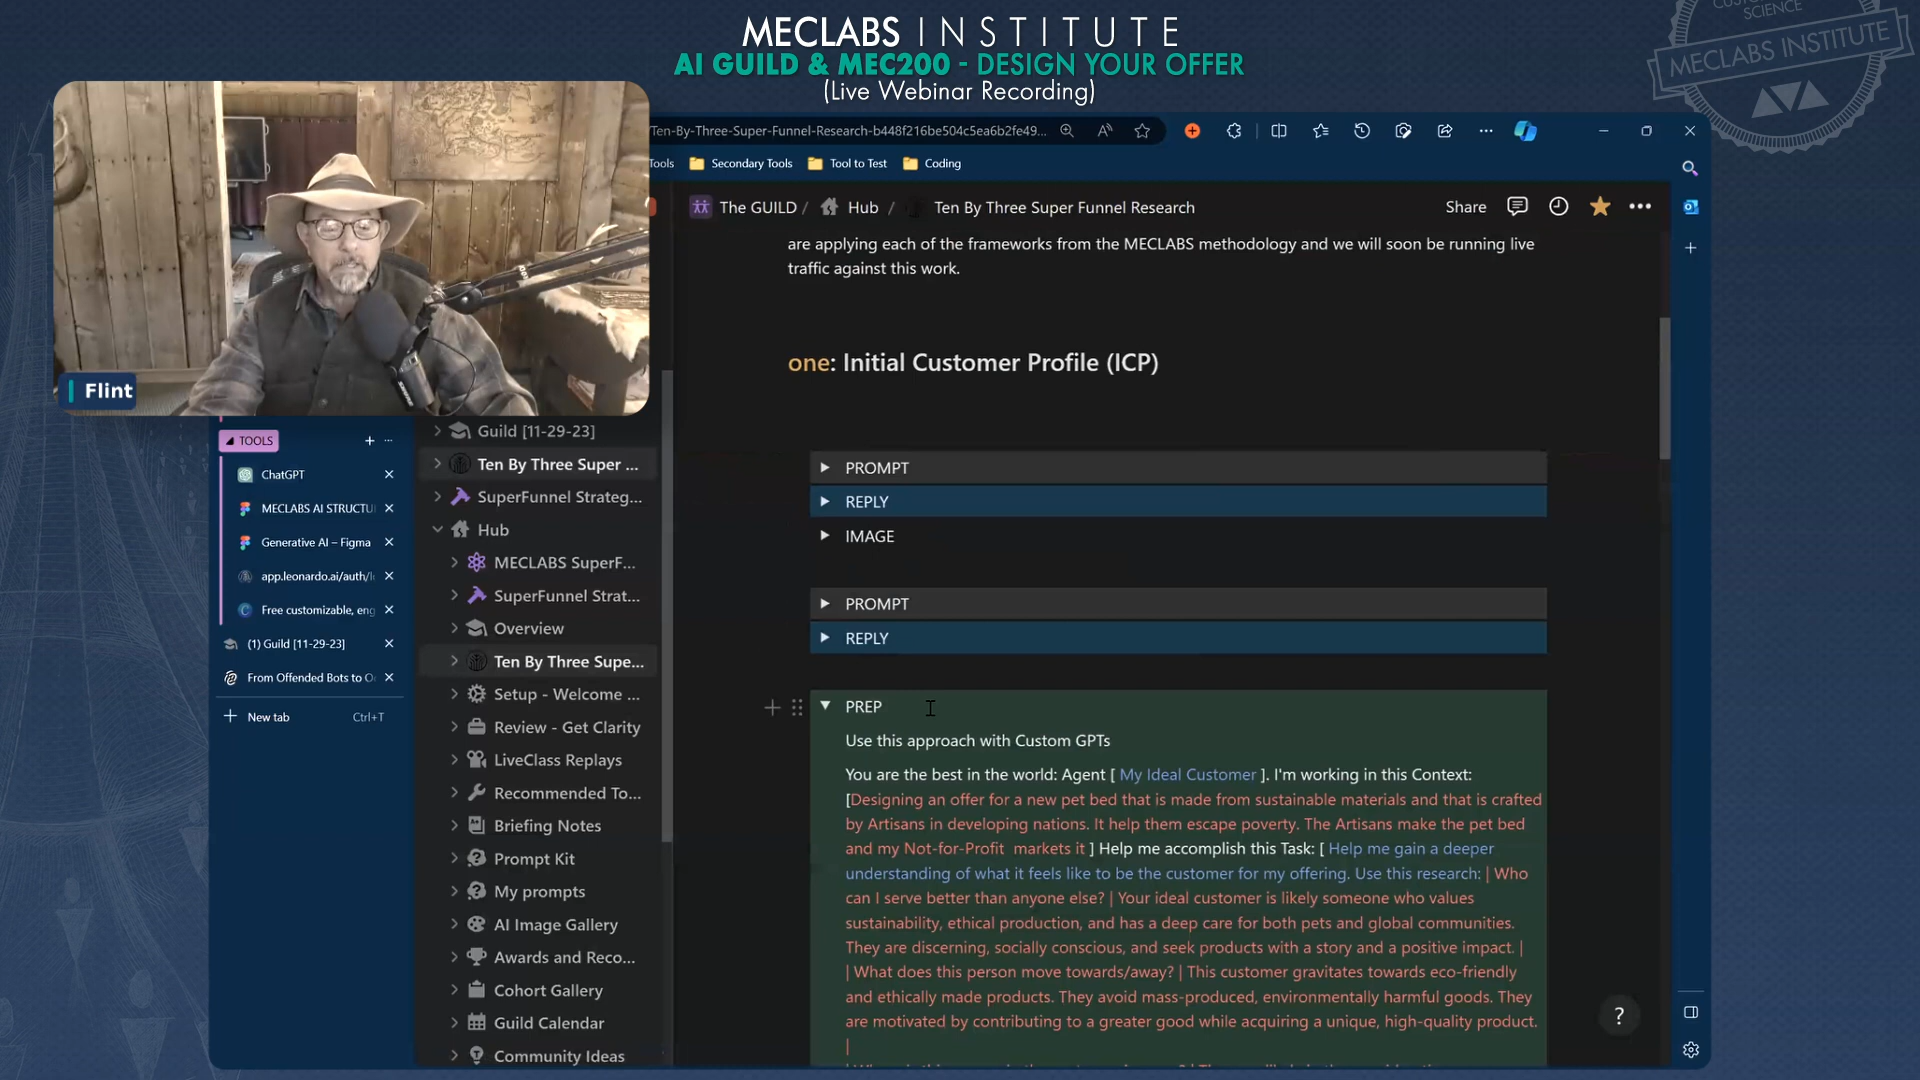 MECLABS INSTITUTE
AI GUILD & MEC200 - DESIGN YOUR OFFER
(Live Webinar Recording)
SCIENCE
MECLABS INSTITUTE
Flint
Ten-By-Three-Super-Funnel-Research-b448f216be504c5ea6b2fe49...
Tools
Secondary Tools
Tool to Test
Coding
The GUILD / Hub / Ten By Three Super Funnel Research
Share
are applying each of the frameworks from the MECLABS methodology and we will soon be running live
traffic against this work.
one: Initial Customer Profile (ICP)
TOOLS
ChatGPT
MECLABS AI STRUCTU
Generative AI – Figma
app.leonardo.ai/auth/l
Free customizable, eng
(1) Guild [11-29-23]
From Offended Bots to O
New tab
Ctrl+T
Guild [11-29-23]
Ten By Three Super ...
SuperFunnel Strateg...
Hub
MECLABS SuperF...
SuperFunnel Strat...
Overview
Ten By Three Supe...
Setup - Welcome ...
Review - Get Clarity
LiveClass Replays
Recommended To...
Briefing Notes
Prompt Kit
My prompts
AI Image Gallery
Awards and Reco...
Cohort Gallery
Guild Calendar
Community Ideas
PROMPT
REPLY
IMAGE
PROMPT
REPLY
PREP
Use this approach with Custom GPTs
You are the best in the world: Agent [ My Ideal Customer ]. I'm working in this Context:
[Designing an offer for a new pet bed that is made from sustainable materials and that is crafted
by Artisans in developing nations. It help them escape poverty. The Artisans make the pet bed
and my Not-for-Profit markets it ] Help me accomplish this Task: [ Help me gain a deeper
understanding of what it feels like to be the customer for my offering. Use this research: | Who
can I serve better than anyone else? | Your ideal customer is likely someone who values
sustainability, ethical production, and has a deep care for both pets and global communities.
They are discerning, socially conscious, and seek products with a story and a positive impact. |
| What does this person move towards/away? | This customer gravitates towards eco-friendly
and ethically made products. They avoid mass-produced, environmentally harmful goods. They
are motivated by contributing to a greater good while acquiring a unique, high-quality product.
|
?